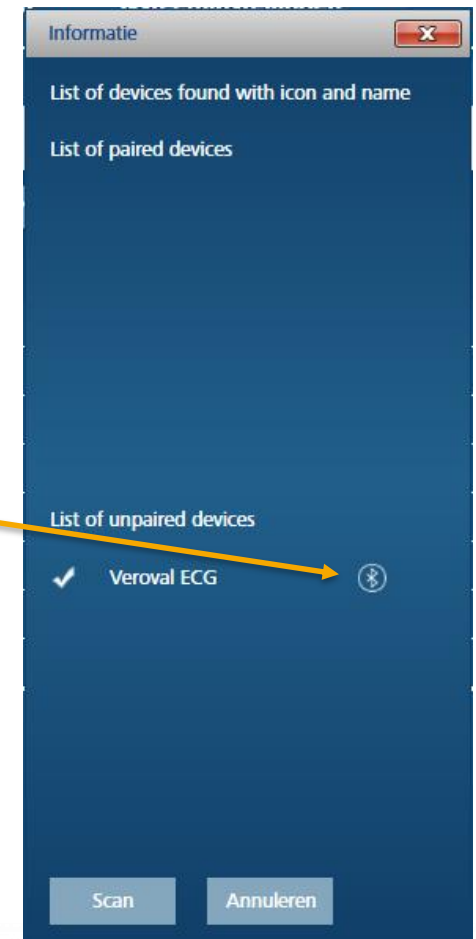 Informatie
List of devices found with icon and name
List of paired devices
List of unpaired devices
Veroval ECG
Scan
Annuleren